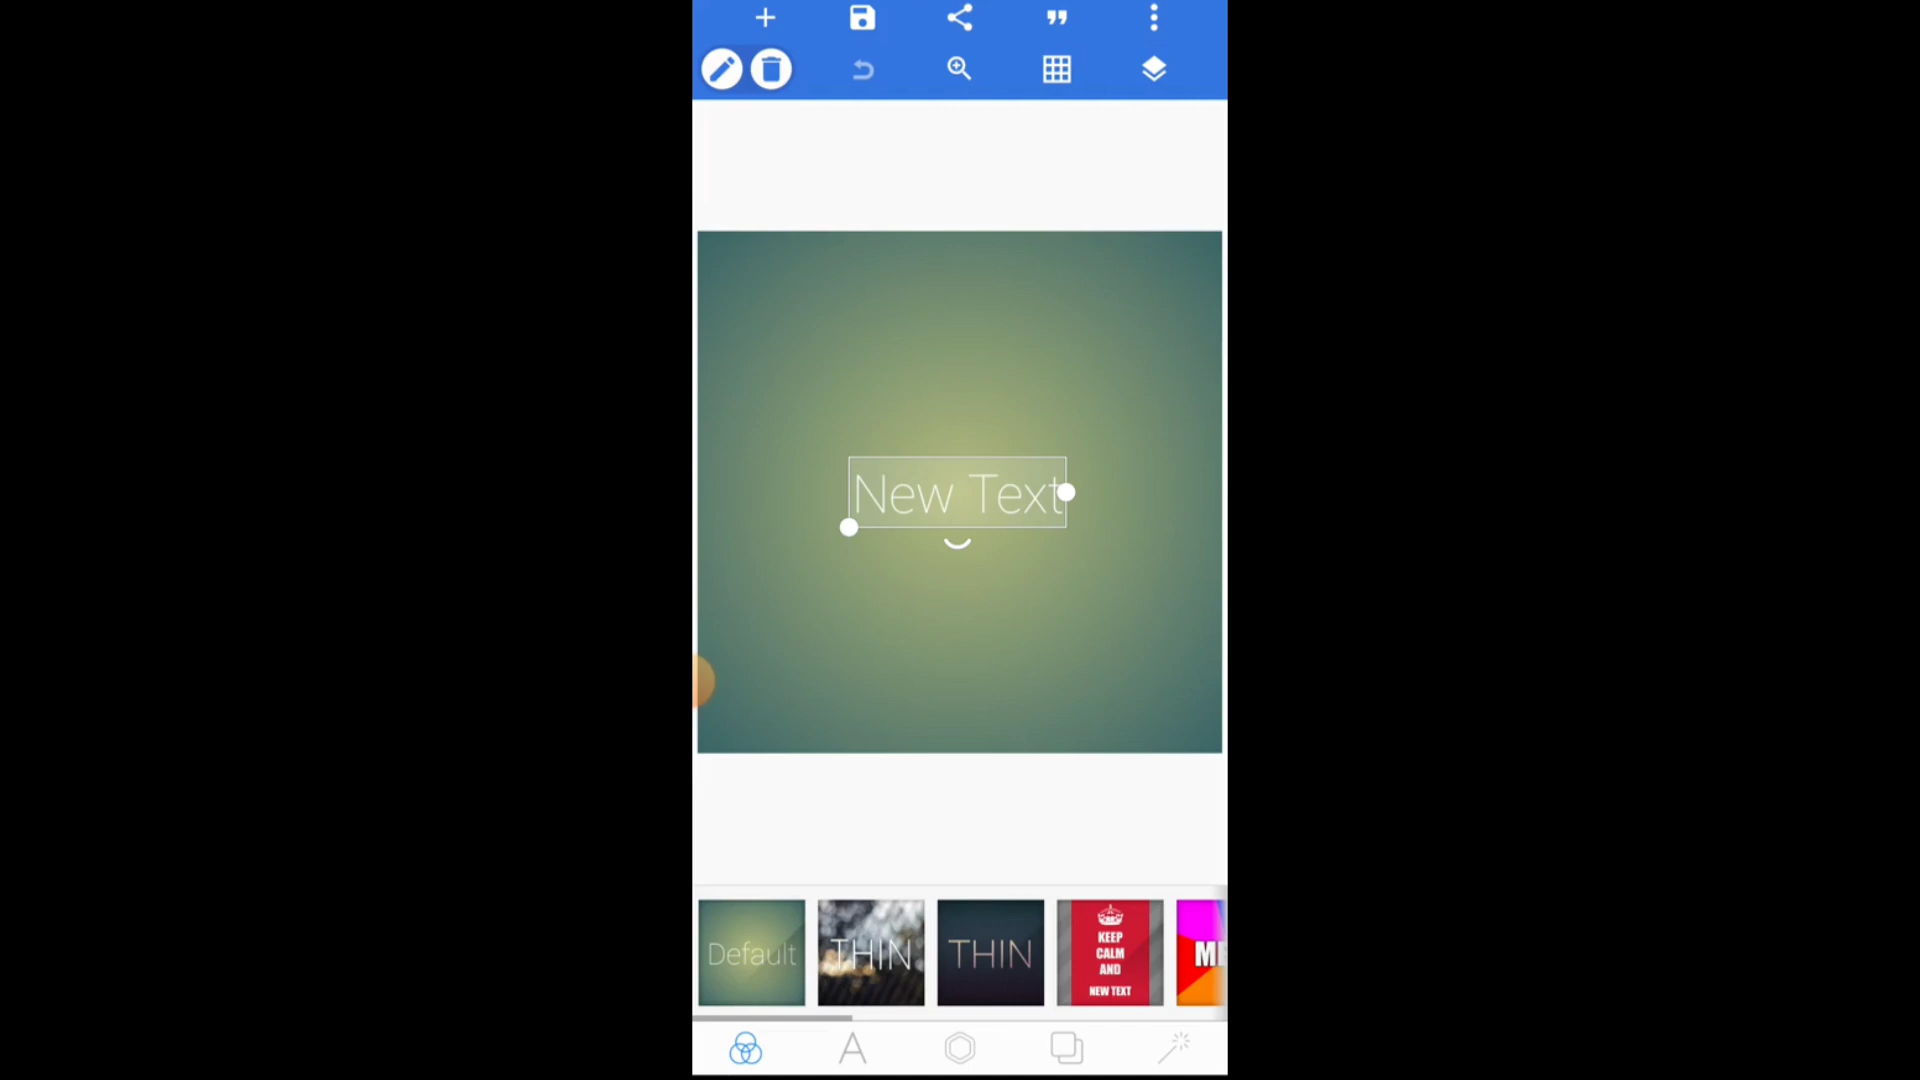 New Text
Default
THIN
THIN
KEEP
CALM
AND
NEW TEXT